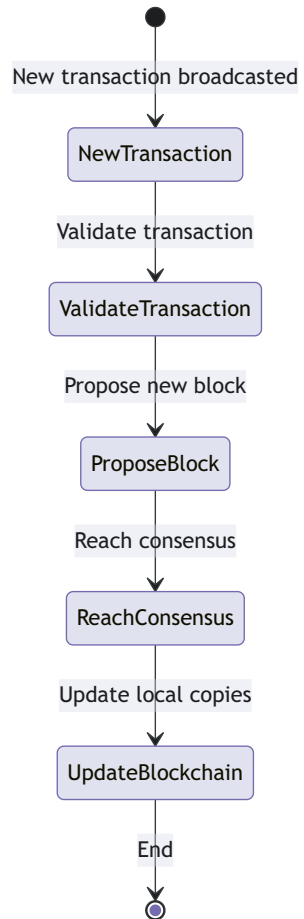 New transaction broadcasted
NewTransaction
Validate transaction
ValidateTransaction
Propose new block
ProposeBlock
Reach consensus
ReachConsensus
Update local copies
UpdateBlockchain
End